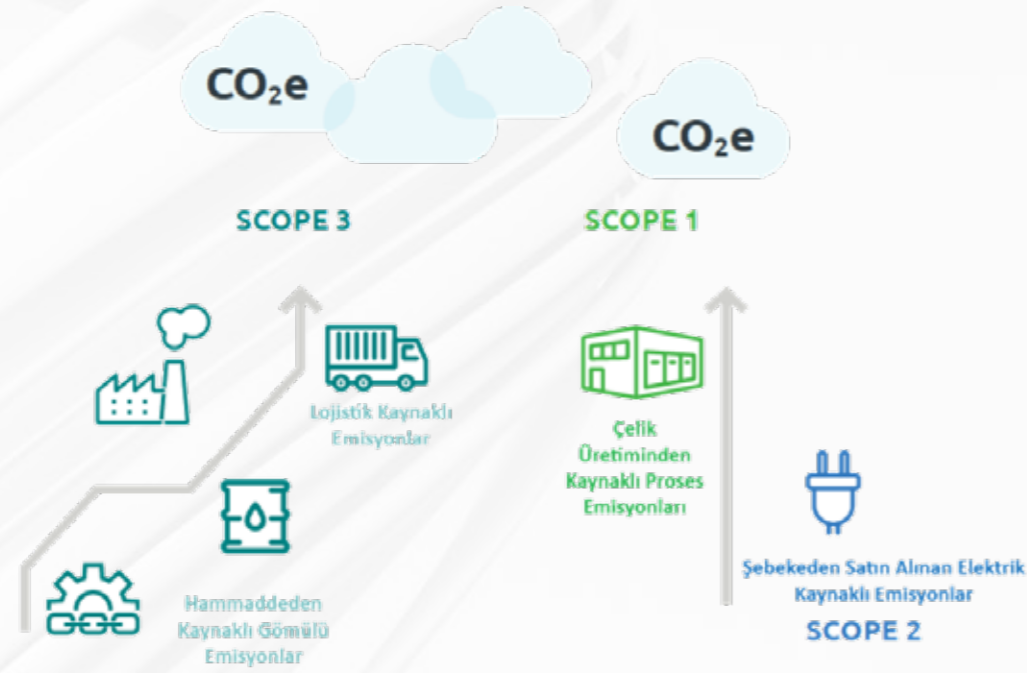 CO₂e
CO₂e
SCOPE 3
SCOPE 1
Lojistik Kaynaklı
Emisyonlar
Çelik
Üretiminden
Kaynaklı Proses
Emisyonları
Şebekeden Satın Alınan Elektrik
Kaynaklı Emisyonlar
SCOPE 2
Hammaddeden
Kaynaklı Gömülü
Emisyonlar